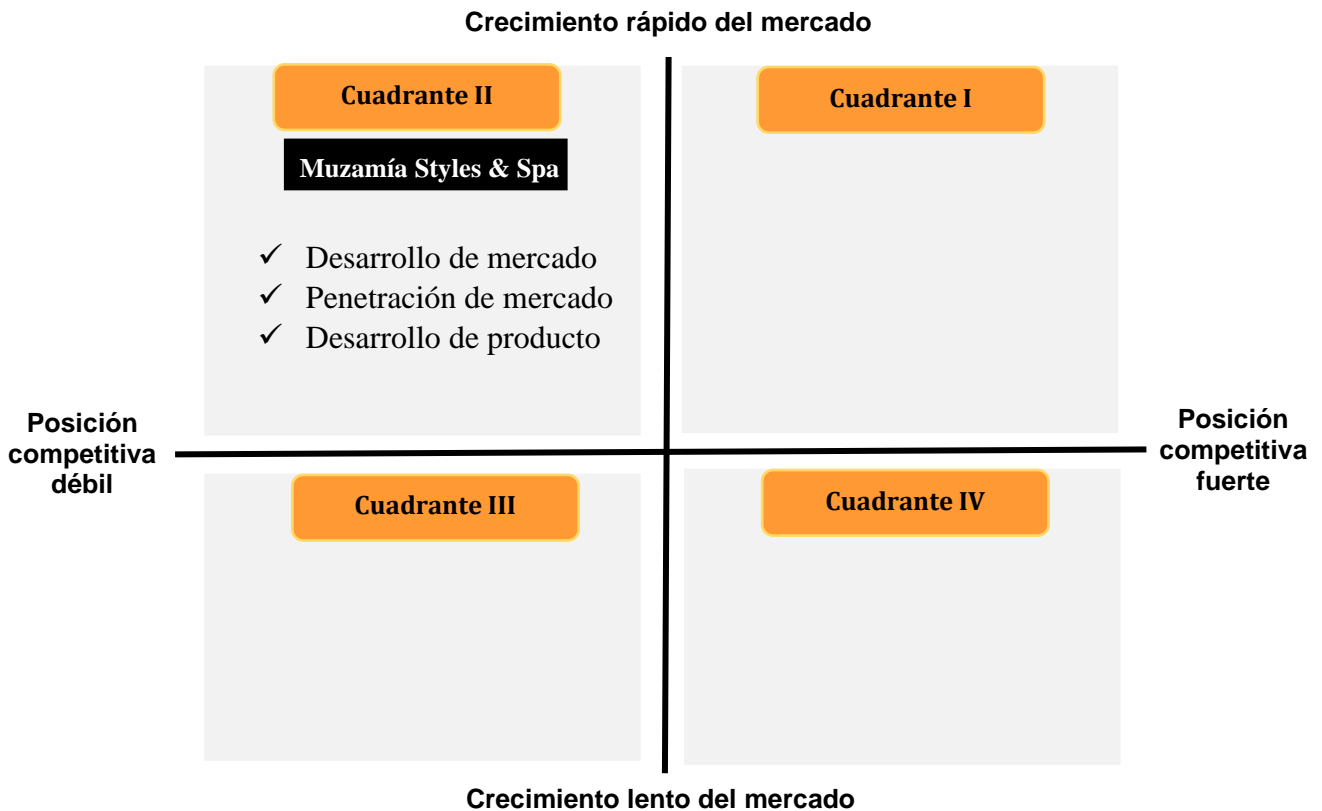 Crecimiento rápido del mercado
Cuadrante II
Cuadrante I
Muzamía Styles & Spa
✓ Desarrollo de mercado
✓ Penetración de mercado
✓ Desarrollo de producto
Posición
competitiva
débil
Posición
competitiva
fuerte
Cuadrante III
Cuadrante IV
Crecimiento lento del mercado